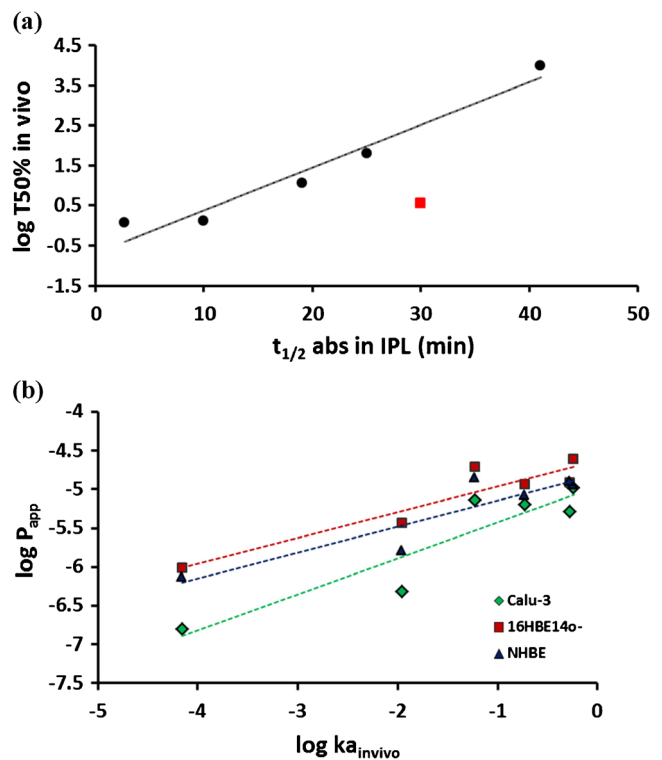 (a)
4.5
3.5
2.5
1.5
0.5
-0.5
-1.5
log T50% in vivo
0 10 20 30 40 50
t1/2 abs in IPL (min)
(b)
-4
-4.5
-5
-5.5
-6
-6.5
-7
-7.5
log Papp
Calu-3
16HBE14o-
NHBE
-5 -4 -3 -2 -1 0
log kainvivo